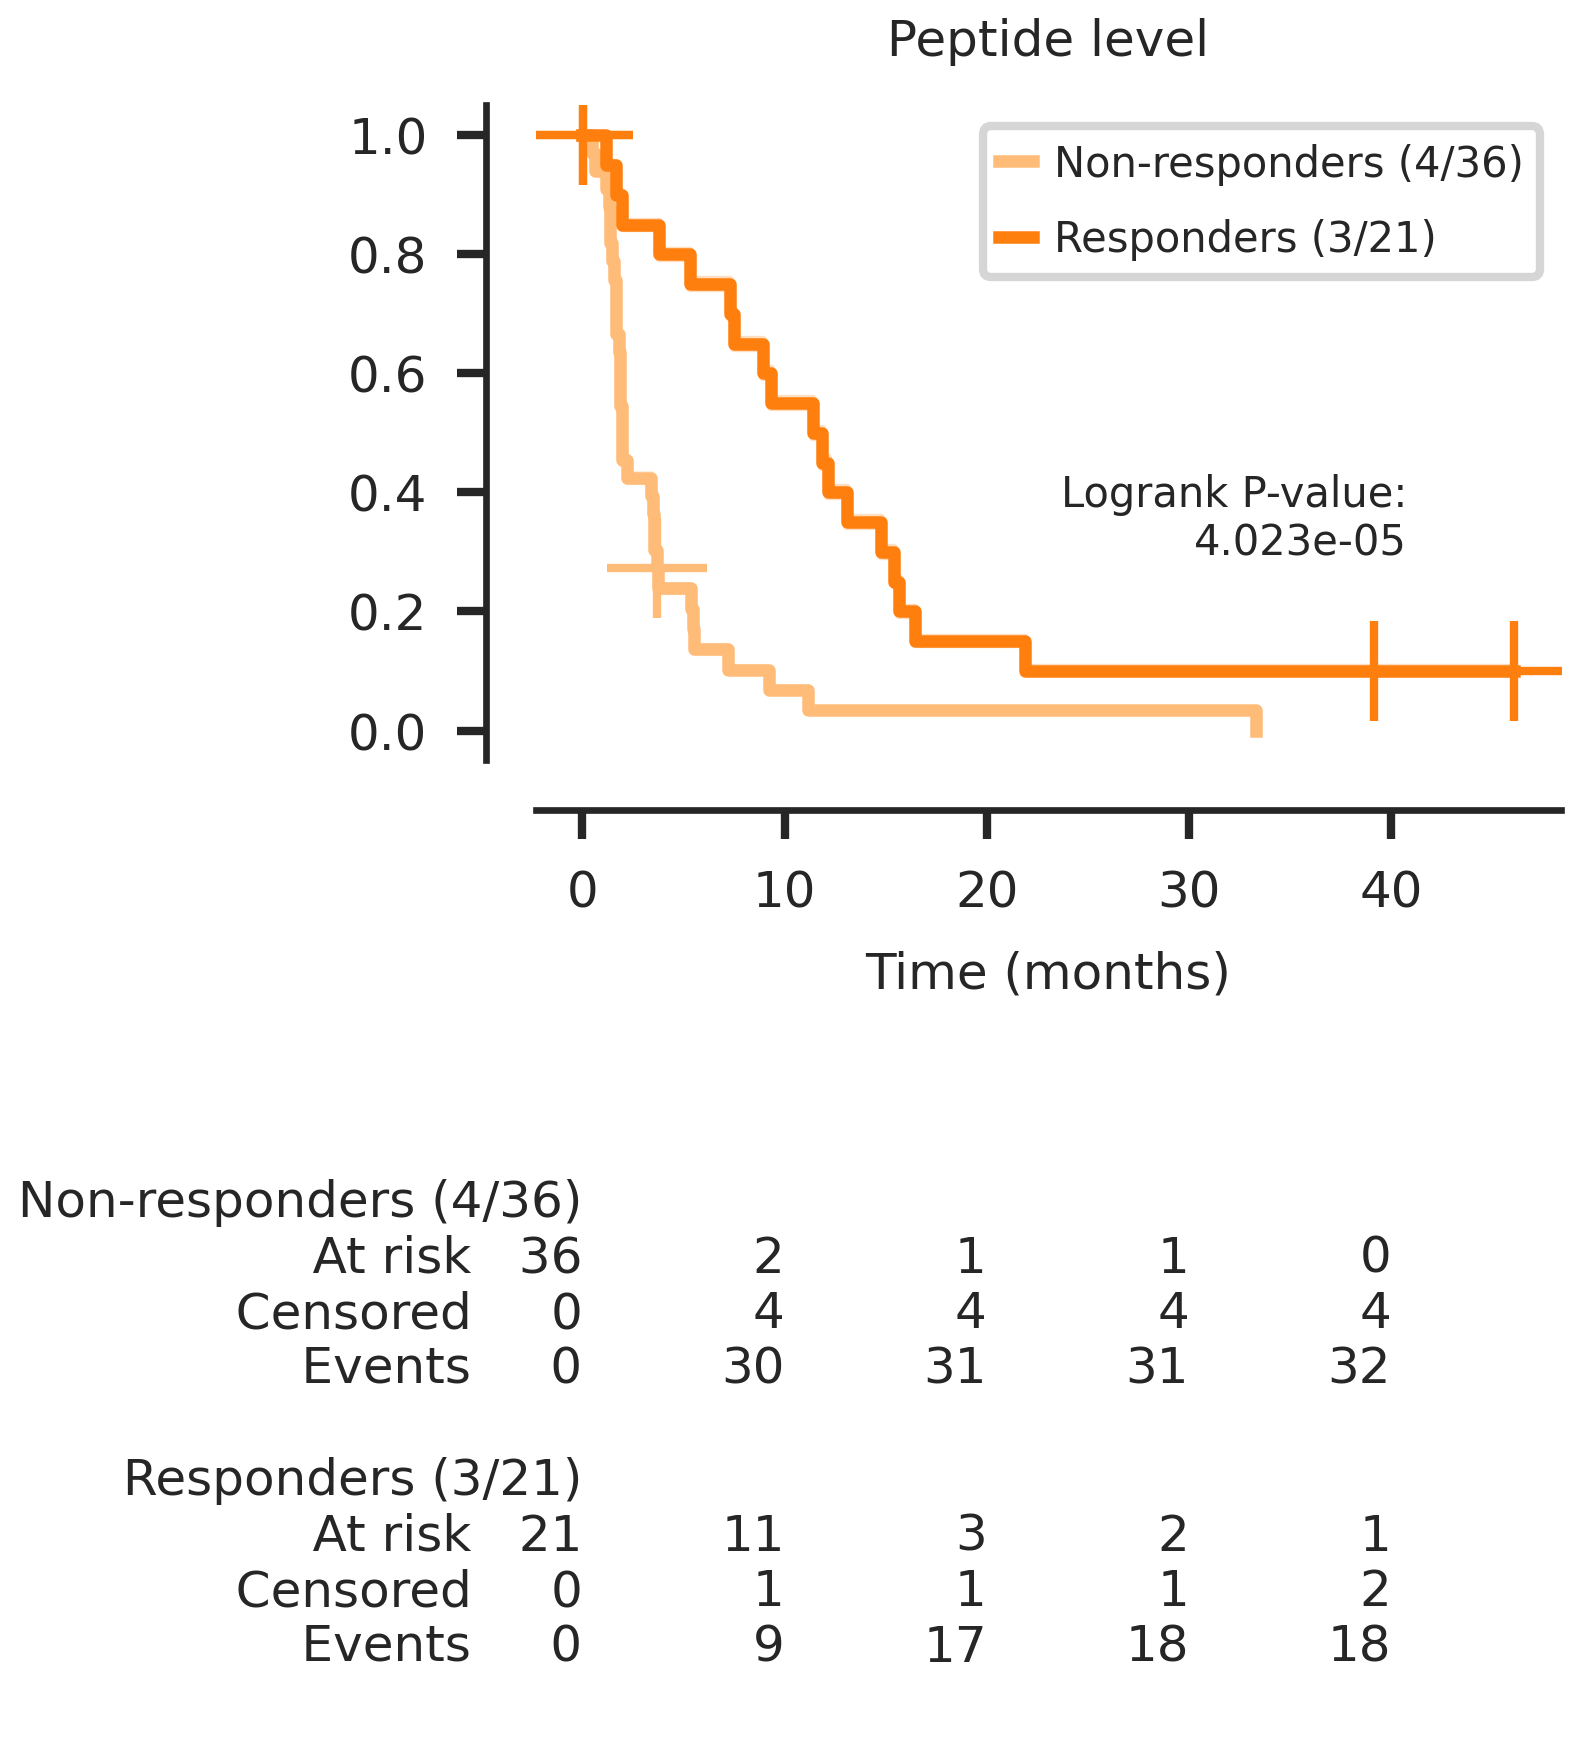 Peptide level
1.0
0.8
0.6
0.4
0.2
0.0
Non-responders (4/36)
Responders (3/21)
Logrank P-value:
4.023e-05
0 10 20 30 40
Time (months)
Non-responders (4/36)
At risk 36 2 1 1 0
Censored 0 4 4 4 4
Events 0 30 31 31 32
Responders (3/21)
At risk 21 11 3 2 1
Censored 0 1 1 1 2
Events 0 9 17 18 18